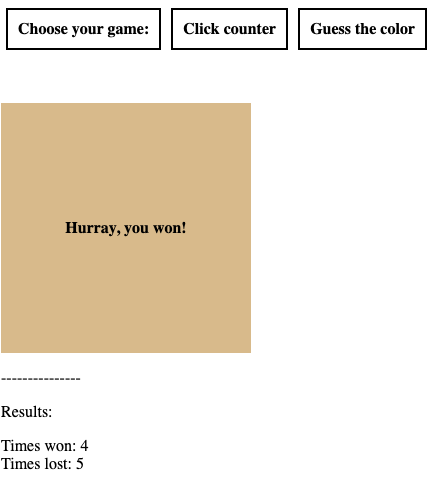 Choose your game: Click counter Guess the color
Hurray, you won!
---------------
Results:
Times won: 4
Times lost: 5